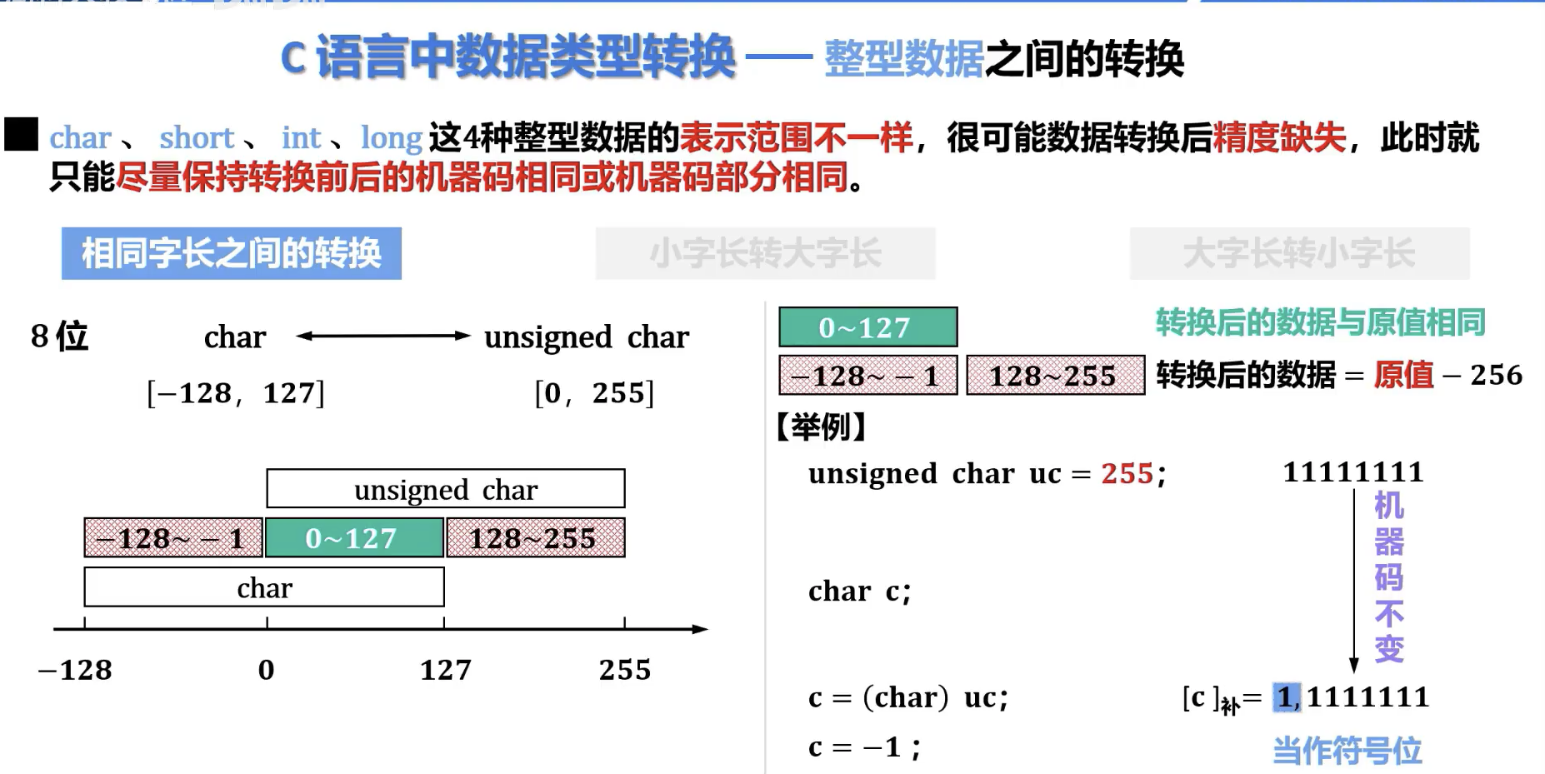 C 语言中数据类型转换 —— 整型数据之间的转换
char 、 short 、 int 、long 这4种整型数据的表示范围不一样，很可能数据转换后精度缺失，此时就
只能尽量保持转换前后的机器码相同或机器码部分相同。
相同字长之间的转换
小字长转大字长
大字长转小字长
8 位 char unsigned char
[−128，127] [0，255]
unsigned char
−128~ − 1 0~127 128~255
char
−128 0 127 255
0~127 转换后的数据与原值相同
−128~ − 1 128~255 转换后的数据 = 原值 − 256
【举例】
unsigned char uc = 255; 11111111
机器码不变
char c;
c = (char) uc; [c ]补= 1,1111111
c = −1 ; 当作符号位